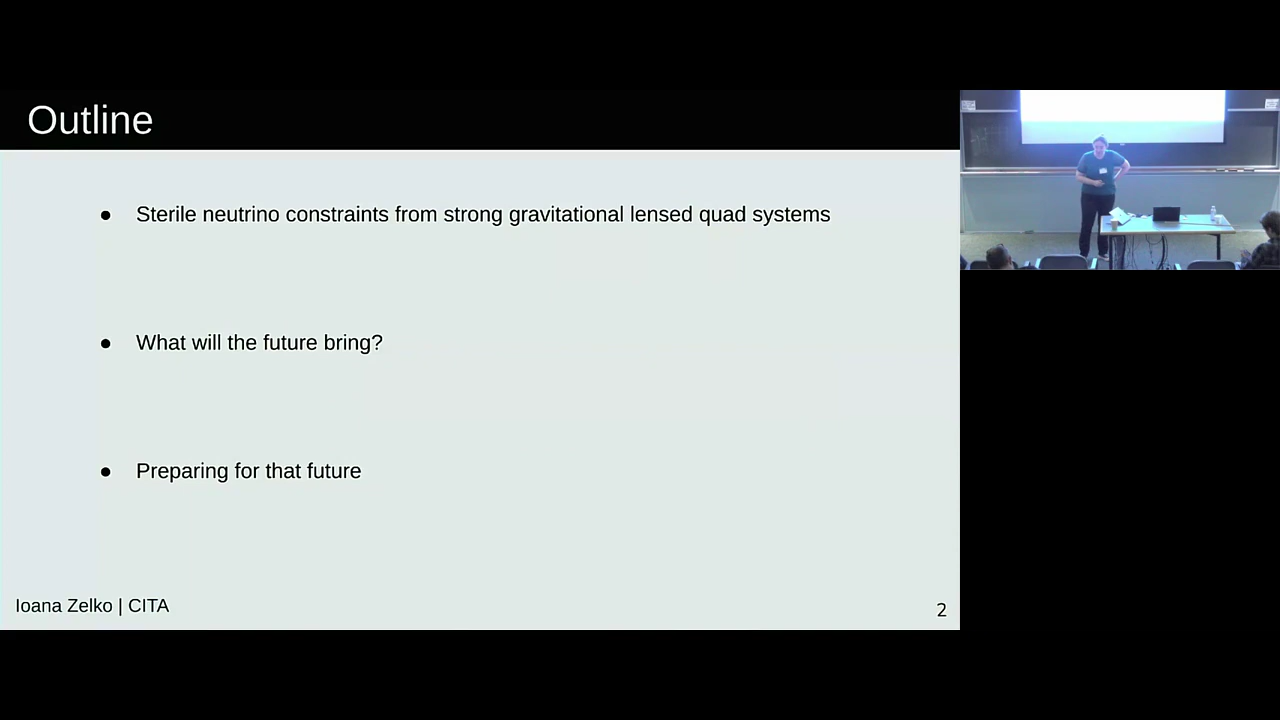 Outline
● Sterile neutrino constraints from strong gravitational lensed quad systems
● What will the future bring?
● Preparing for that future
Ioana Zelko | CITA
2